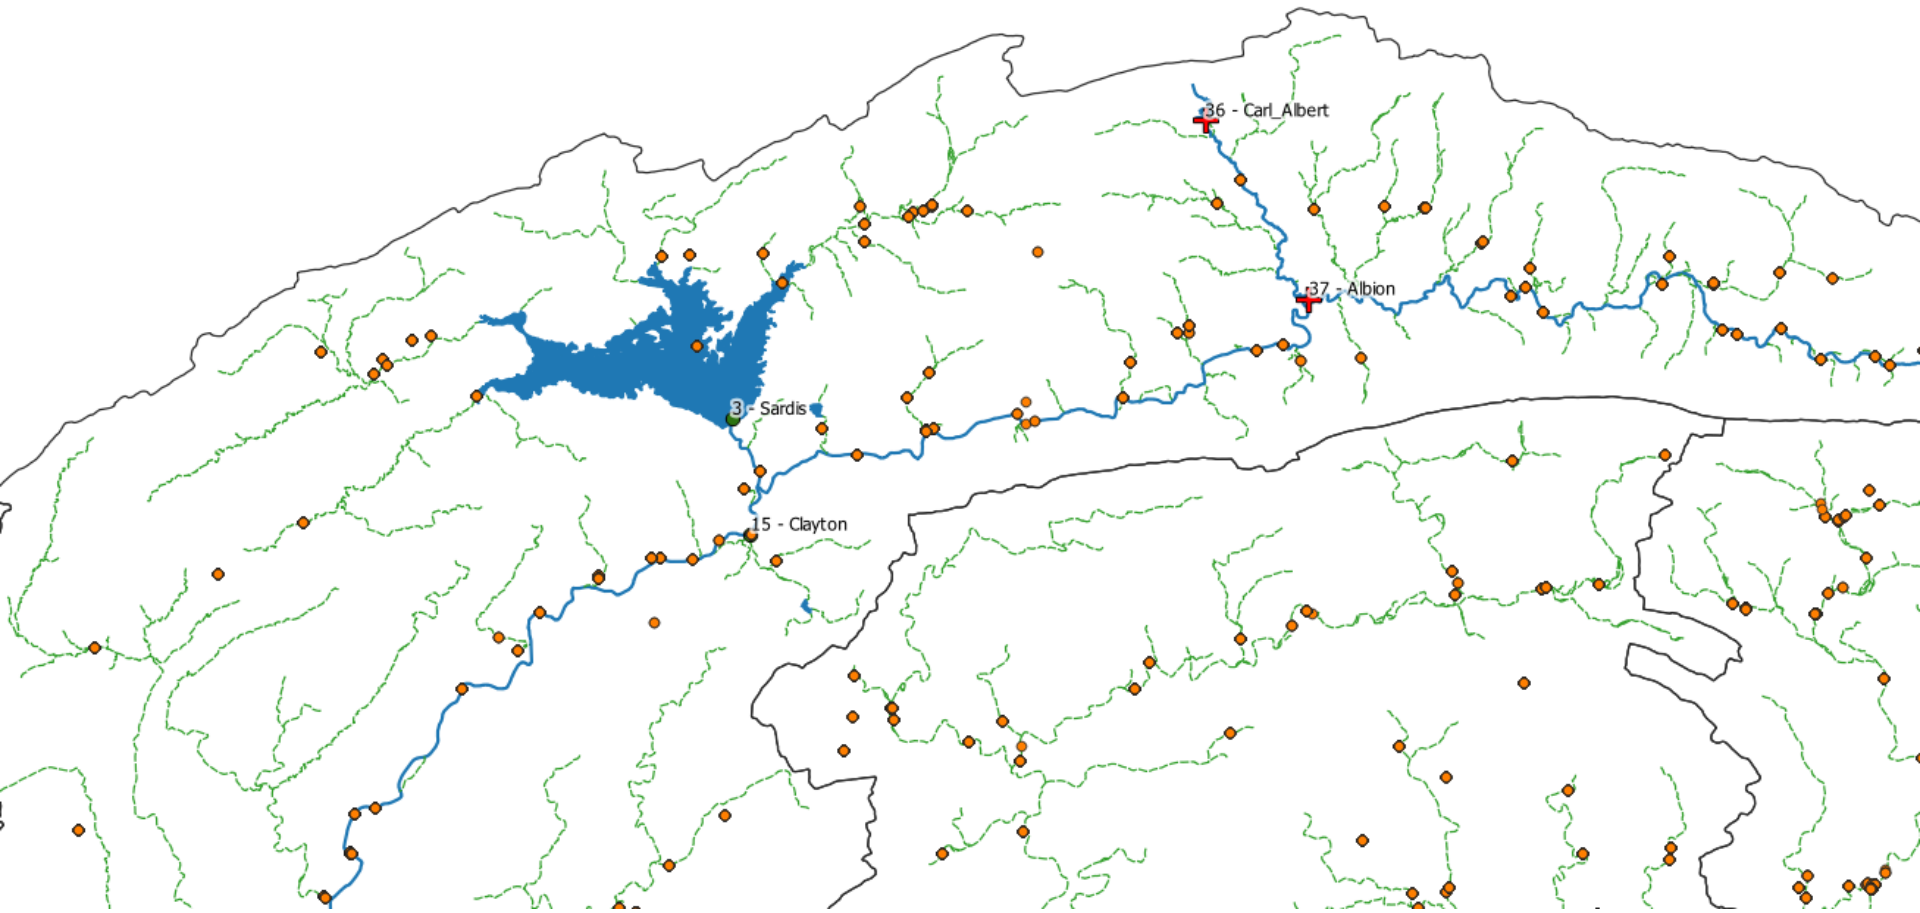 36 - Carl_Albert
37 - Albion
3 - Sardis
15 - Clayton